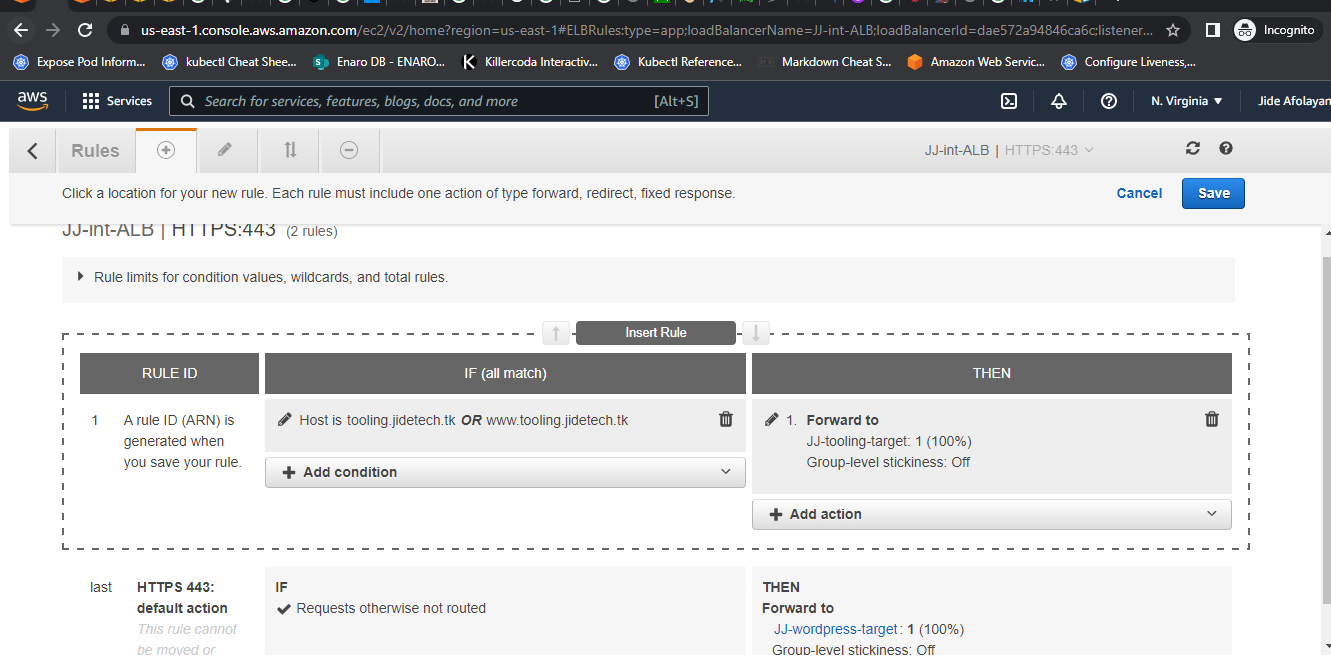 us-east-1.console.aws.amazon.com/ec2/v2/home?region=us-east-1#ELBRules:type=app;loadBalancerName=JJ-int-ALB;loadBalancerId=dae572a94846ca6c;listener...
Incognito
Expose Pod Inform...
kubectl Cheat Shee...
Enaro DB - ENARO...
Killercoda Interactiv...
Kubectl Reference...
Markdown Cheat S...
Amazon Web Servic...
Configure Liveness,...
aws
Services
Search for services, features, blogs, docs, and more
[Alt+S]
N. Virginia
Jide Afolayan
Rules
JJ-int-ALB | HTTPS:443
Click a location for your new rule. Each rule must include one action of type forward, redirect, fixed response.
Cancel
Save
JJ-int-ALB | HTTPS:443 (2 rules)
Rule limits for condition values, wildcards, and total rules.
Insert Rule
RULE ID
IF (all match)
THEN
1
A rule ID (ARN) is
generated when
you save your rule.
Host is tooling.jidetech.tk OR www.tooling.jidetech.tk
Add condition
1. Forward to
JJ-tooling-target: 1 (100%)
Group-level stickiness: Off
Add action
last
HTTPS 443:
default action
This rule cannot
be moved or
IF
Requests otherwise not routed
THEN
Forward to
JJ-wordpress-target: 1 (100%)
Group-level stickiness: Off